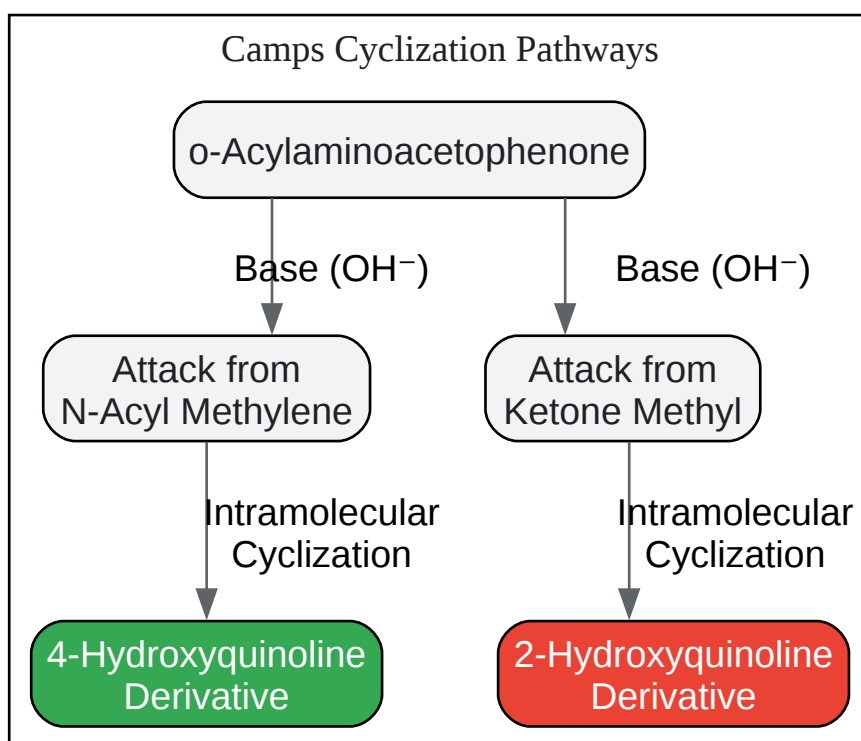 Camps Cyclization Pathways
o-Acylaminoacetophenone
Base (OH⁻)
Base (OH⁻)
Attack from
N-Acyl Methylene
Attack from
Ketone Methyl
Intramolecular
Cyclization
Intramolecular
Cyclization
4-Hydroxyquinoline
Derivative
2-Hydroxyquinoline
Derivative